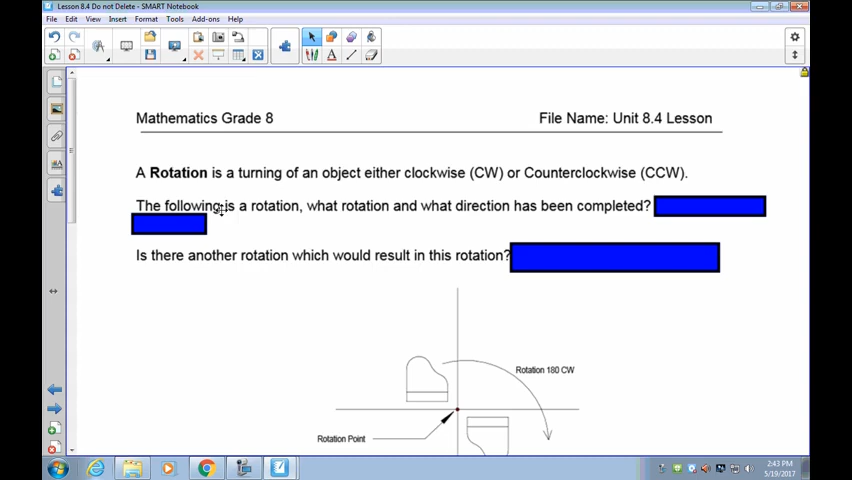 Lesson 8.4 Do not Delete - SMART Notebook
File Edit View Insert Format Tools Add-ons Help
Mathematics Grade 8 File Name: Unit 8.4 Lesson
A Rotation is a turning of an object either clockwise (CW) or Counterclockwise (CCW).
The following is a rotation, what rotation and what direction has been completed?
Is there another rotation which would result in this rotation?
Rotation 180 CW
Rotation Point
2:43 PM
5/19/2017